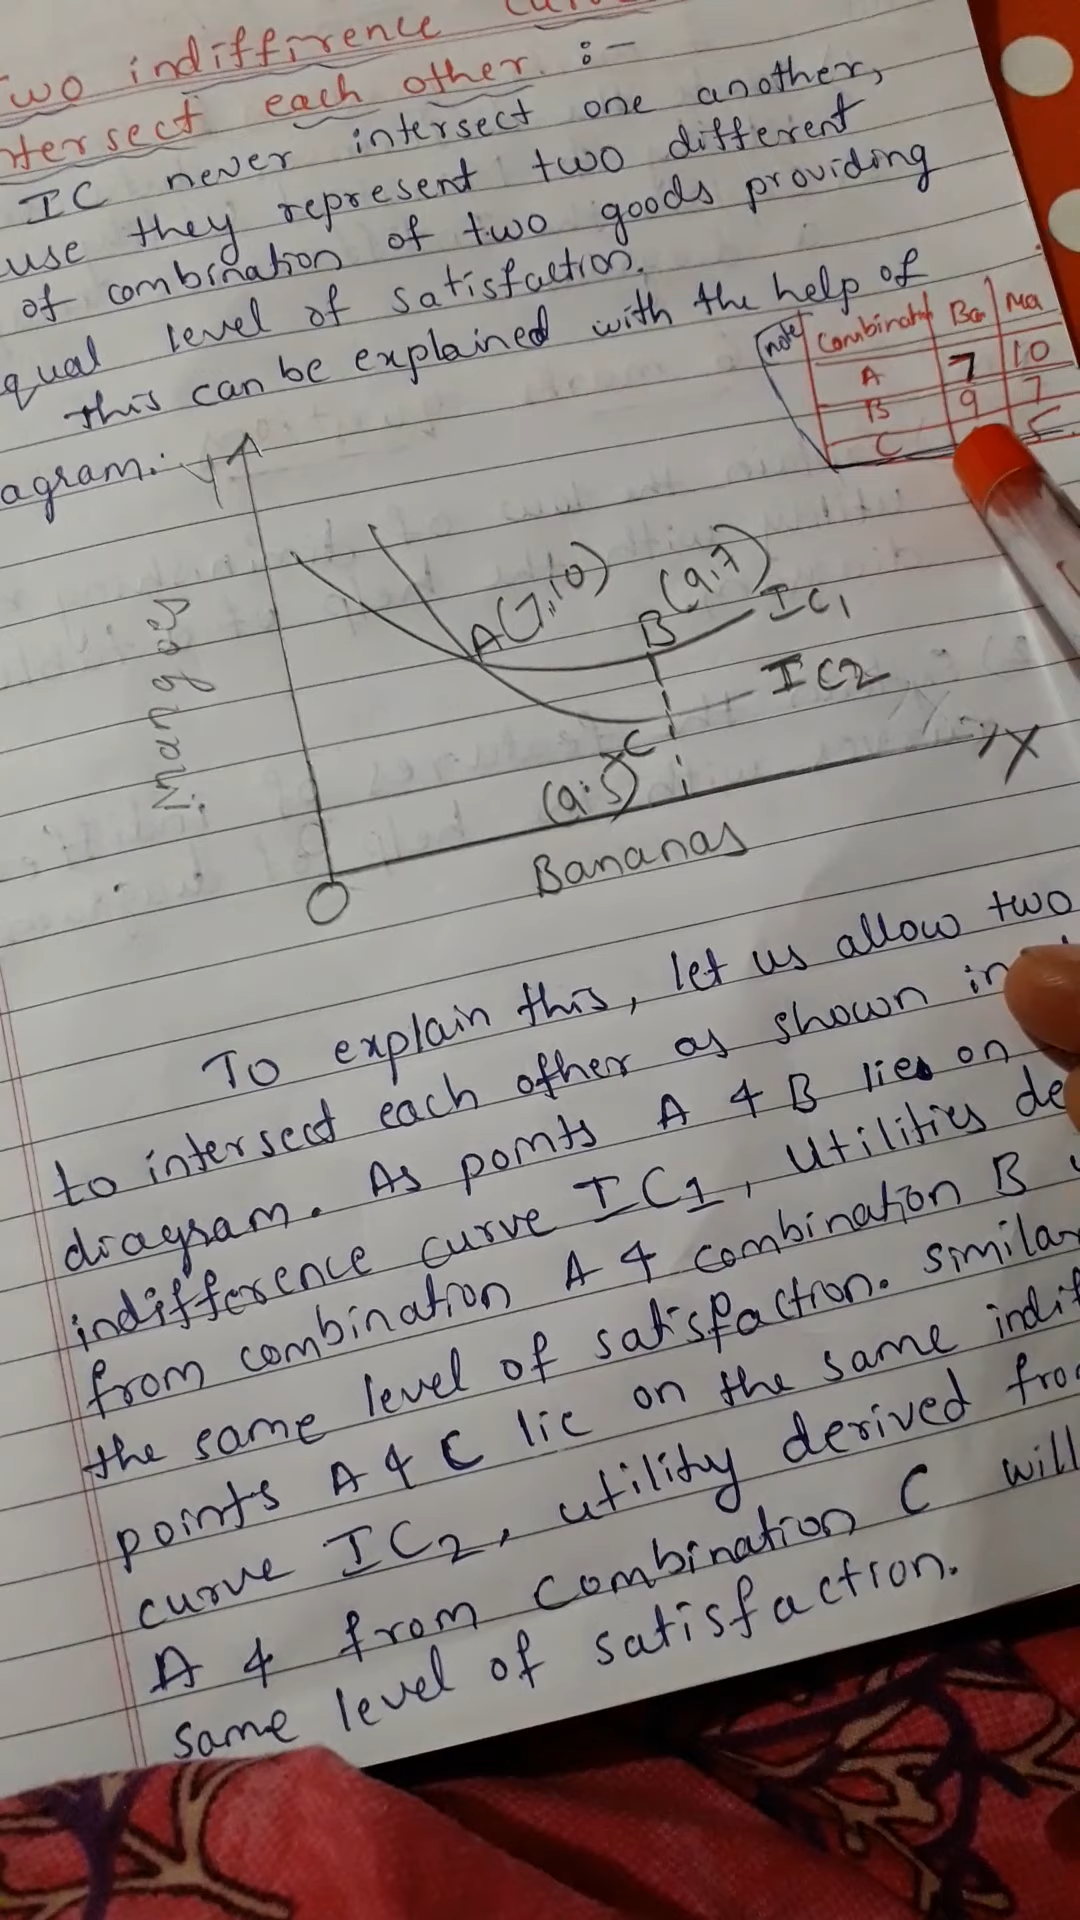 Two indiffirence
ntersect each other :-
IC never intersect one another,
use they represent two different
of combination of two goods providing
qual level of satisfaction.
this can be explained with the help of
agram:
note
Combination Ba Ma
A 7 10
B 9 7
C 5
Y
Mangoes
A(7,10)
B(9,7)
IC1
IC2
C
(9.5)
X
O
Bananas
To explain this, let us allow two
to intersect each other as shown in
diagram. As points A & B lies on
indifference curve IC1, utilities de
from combination A & combination B
the same level of satisfaction. similar
points A & C lie on the same indif
curve IC2, utility derived fro
A & from combination C will
same level of satisfaction.